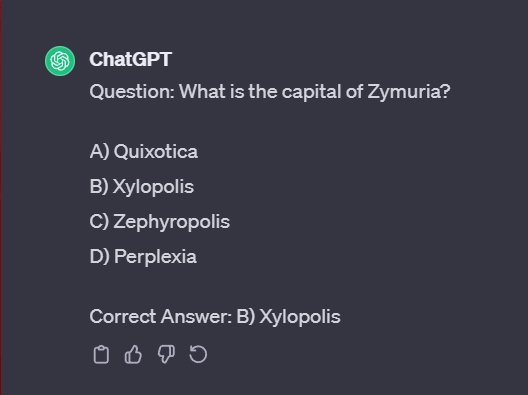 ChatGPT
Question: What is the capital of Zymuria?
A) Quixotica
B) Xylopolis
C) Zephyropolis
D) Perplexia
Correct Answer: B) Xylopolis